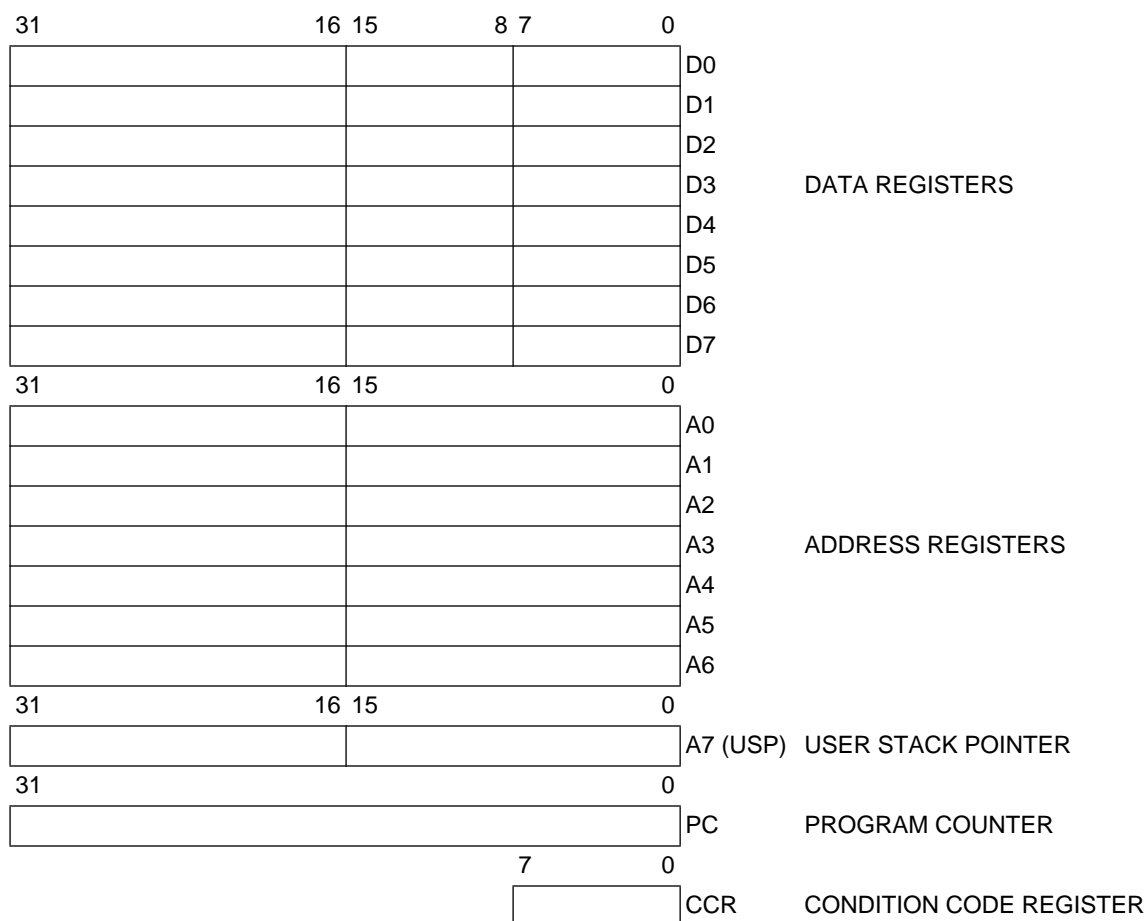 31 16 15 8 7 0
D0
D1
D2
D3 DATA REGISTERS
D4
D5
D6
D7
31 16 15 0
A0
A1
A2
A3 ADDRESS REGISTERS
A4
A5
A6
31 16 15 0
A7 (USP) USER STACK POINTER
31 0
PC PROGRAM COUNTER
7 0
CCR CONDITION CODE REGISTER